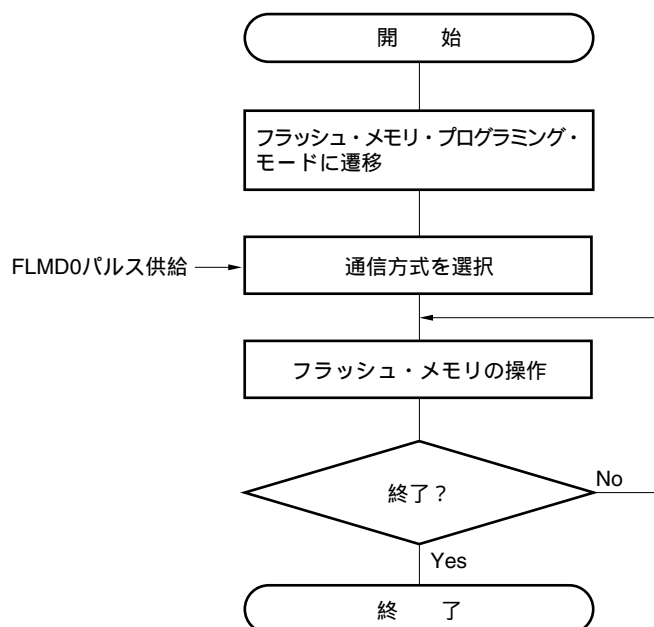 開　始
フラッシュ・メモリ・プログラミング・
モードに遷移
FLMD0パルス供給
通信方式を選択
フラッシュ・メモリの操作
終了？
No
Yes
終　了